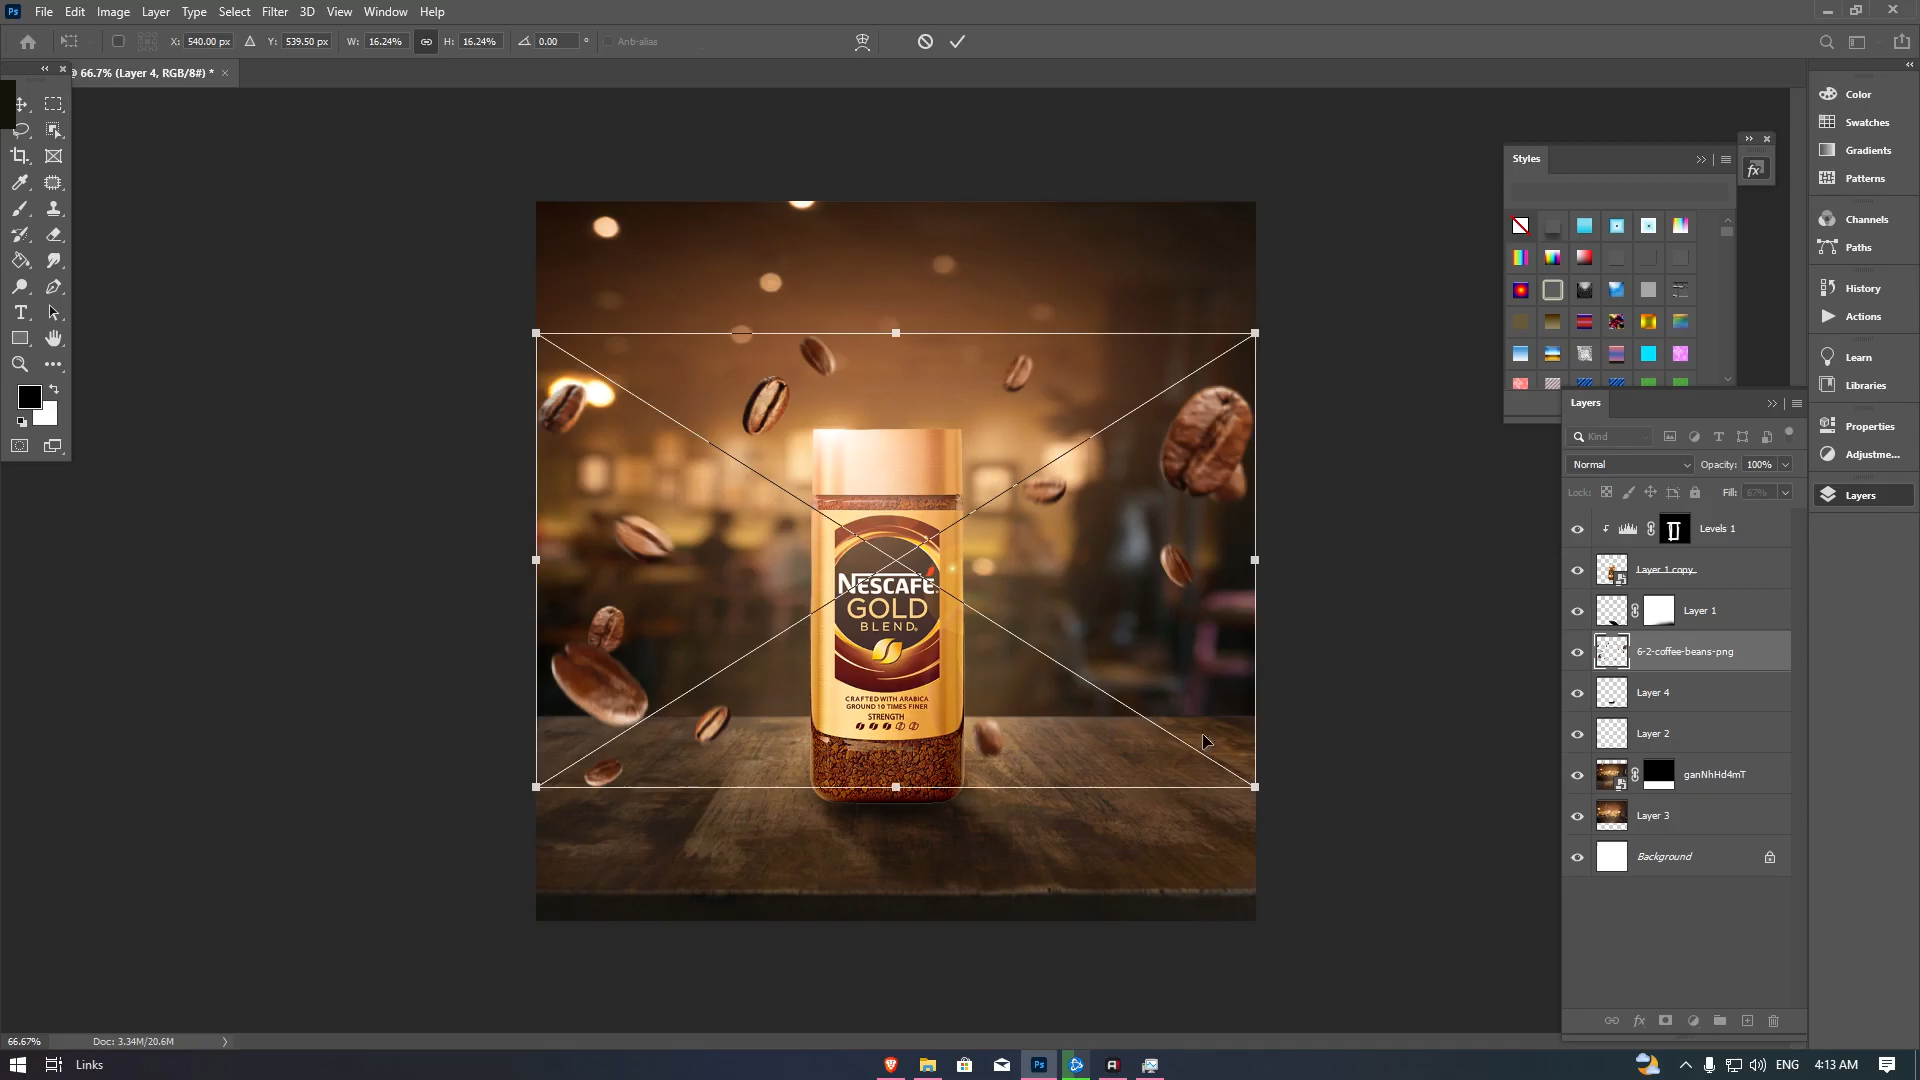 Ps File Edit Image Layer Type Select Filter 3D View Window Help
X: 540.00 px Y: 539.50 px W: 16.24% H: 16.24% 0.00 ° Anti-alias
@ 66.7% (Layer 4, RGB/8#) * ×
Color
Swatches
Gradients
Patterns
Channels
Paths
History
Actions
Learn
Libraries
Properties
Adjustme...
Layers
Styles
fx
Layers
Kind
Normal Opacity: 100%
Lock: Fill: 67%
Levels 1
Layer 1 copy
Layer 1
6-2-coffee-beans-png
Layer 4
Layer 2
ganNhHd4mT
Layer 3
Background
fx
NESCAFÉ
GOLD
BLEND
CRAFTED WITH ARABICA
GROUND 10 TIMES FINER
STRENGTH
66.67% Doc: 3.34M/20.6M
Links
Ps
ENG 4:13 AM